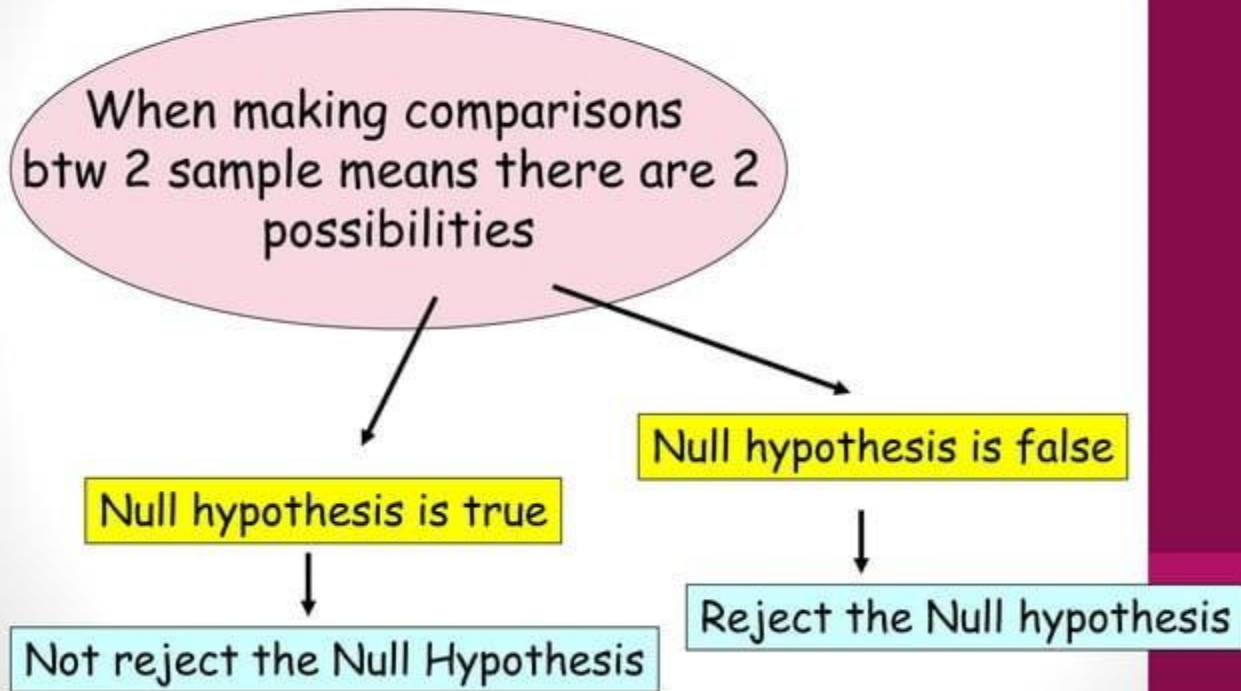 When making comparisons
btw 2 sample means there are 2
possibilities
Null hypothesis is false
Null hypothesis is true
Reject the Null hypothesis
Not reject the Null Hypothesis